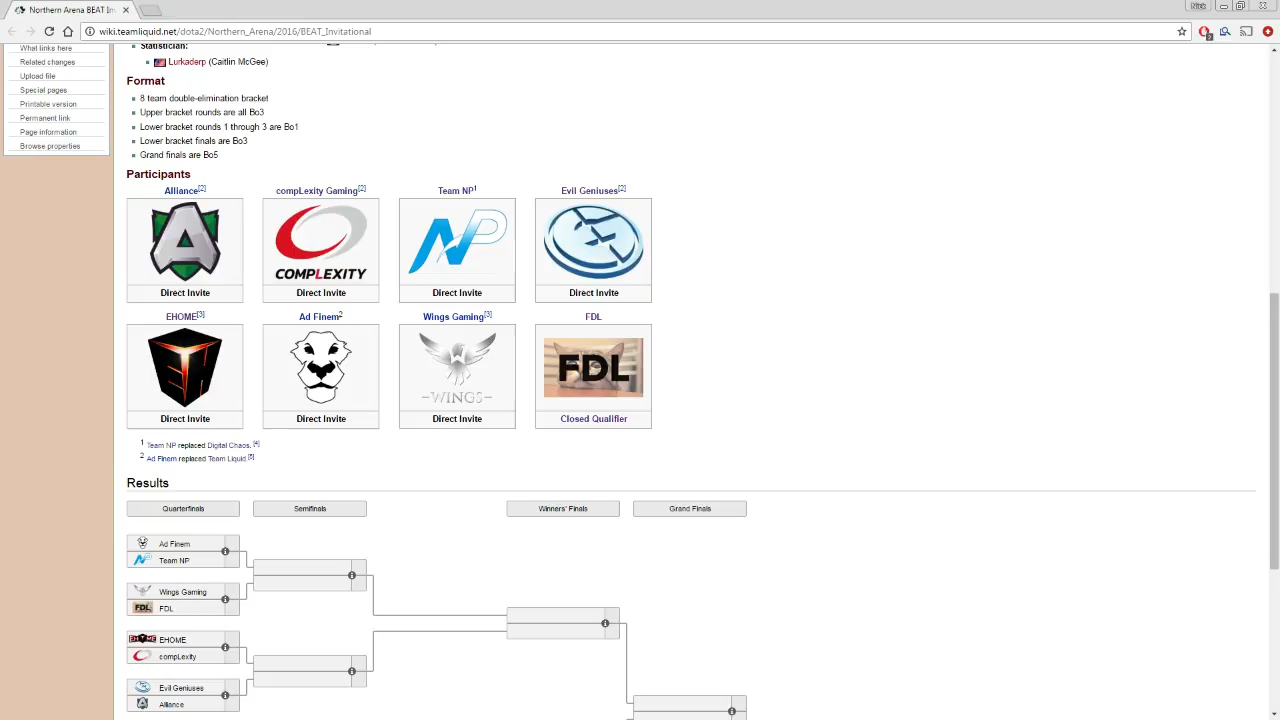 Northern Arena BEAT Inv
Nick
wiki.teamliquid.net/dota2/Northern_Arena/2016/BEAT_Invitational
What links here
Related changes
Upload file
Special pages
Printable version
Permanent link
Page information
Browse properties
Statistician:
Lurkaderp (Caitlin McGee)
Format
8 team double-elimination bracket
Upper bracket rounds are all Bo3
Lower bracket rounds 1 through 3 are Bo1
Lower bracket finals are Bo3
Grand finals are Bo5
Participants
Alliance[2] compLexity Gaming[2] Team NP1 Evil Geniuses[2]
A COMPLEXITY NP EG
Direct Invite Direct Invite Direct Invite Direct Invite
EHOME[3] Ad Finem2 Wings Gaming[3] FDL
-WINGS- FDL
Direct Invite Direct Invite Direct Invite Closed Qualifier
1 Team NP replaced Digital Chaos. [4]
2 Ad Finem replaced Team Liquid [5]
Results
Quarterfinals Semifinals Winners' Finals Grand Finals
Ad Finem
Team NP
Wings Gaming
FDL FDL
EHOME EHOME
compLexity
Evil Geniuses
Alliance